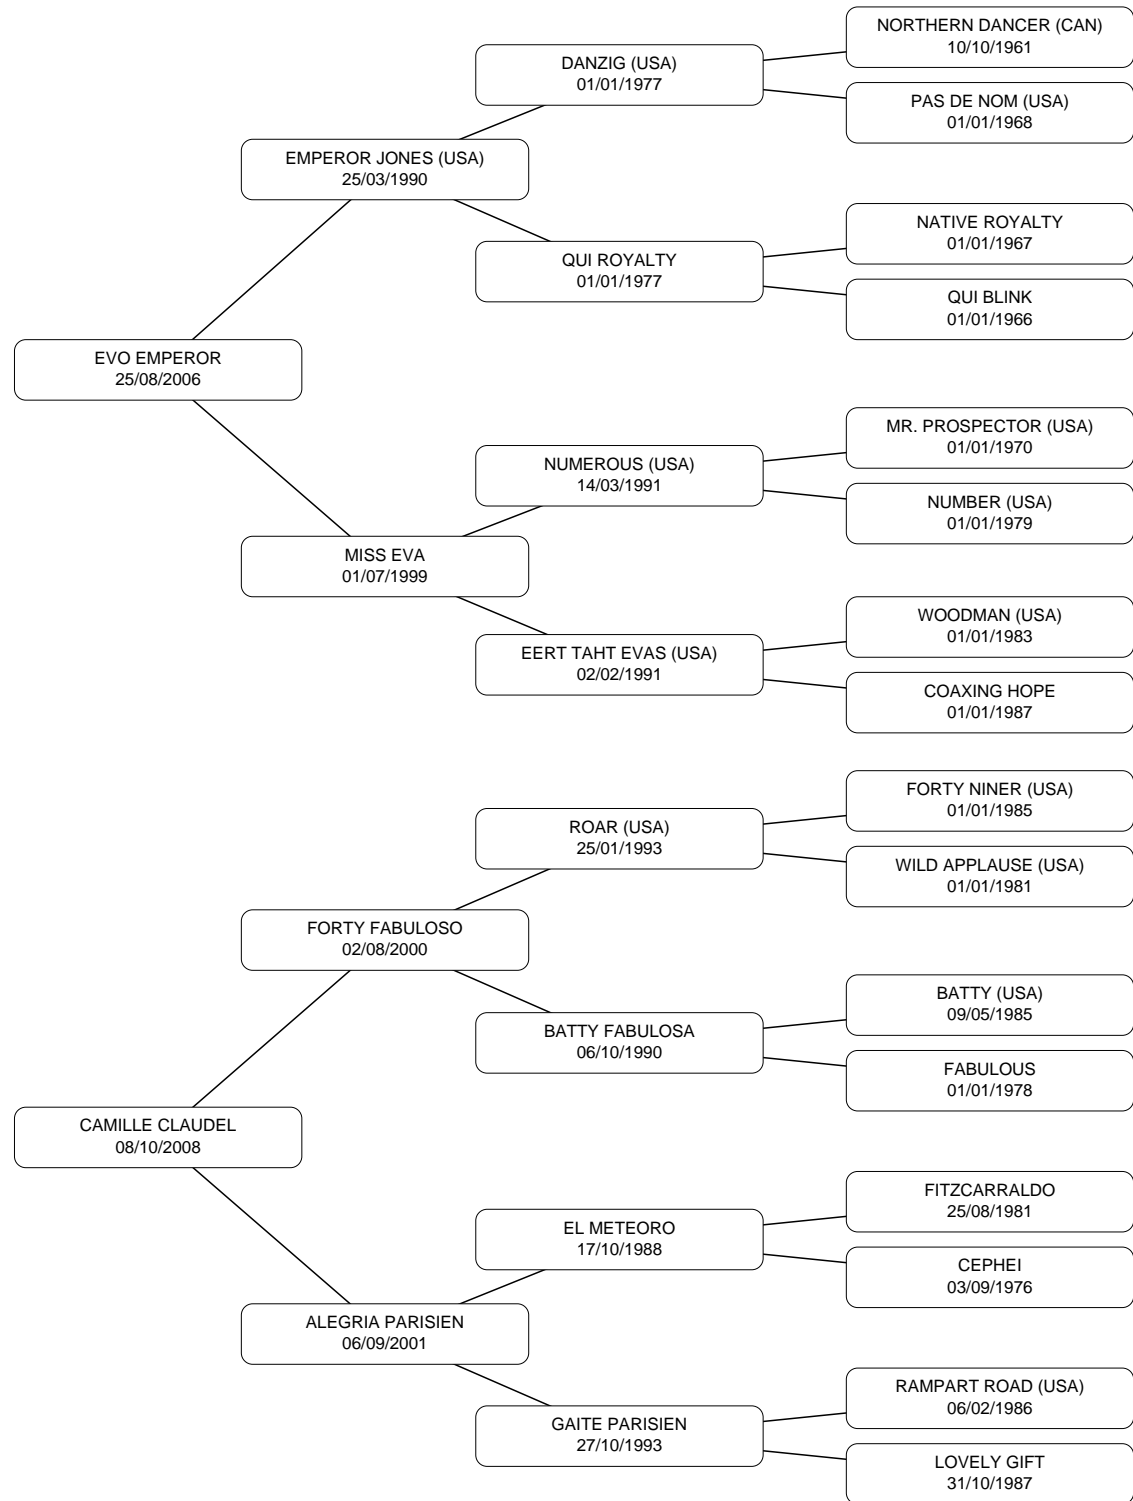 NORTHERN DANCER (CAN)
10/10/1961
DANZIG (USA)
01/01/1977
PAS DE NOM (USA)
01/01/1968
EMPEROR JONES (USA)
25/03/1990
NATIVE ROYALTY
01/01/1967
QUI ROYALTY
01/01/1977
QUI BLINK
01/01/1966
EVO EMPEROR
25/08/2006
MR. PROSPECTOR (USA)
01/01/1970
NUMEROUS (USA)
14/03/1991
NUMBER (USA)
01/01/1979
MISS EVA
01/07/1999
WOODMAN (USA)
01/01/1983
EERT TAHT EVAS (USA)
02/02/1991
COAXING HOPE
01/01/1987
FORTY NINER (USA)
01/01/1985
ROAR (USA)
25/01/1993
WILD APPLAUSE (USA)
01/01/1981
FORTY FABULOSO
02/08/2000
BATTY (USA)
09/05/1985
BATTY FABULOSA
06/10/1990
FABULOUS
01/01/1978
CAMILLE CLAUDEL
08/10/2008
FITZCARRALDO
25/08/1981
EL METEORO
17/10/1988
CEPHEI
03/09/1976
ALEGRIA PARISIEN
06/09/2001
RAMPART ROAD (USA)
06/02/1986
GAITE PARISIEN
27/10/1993
LOVELY GIFT
31/10/1987